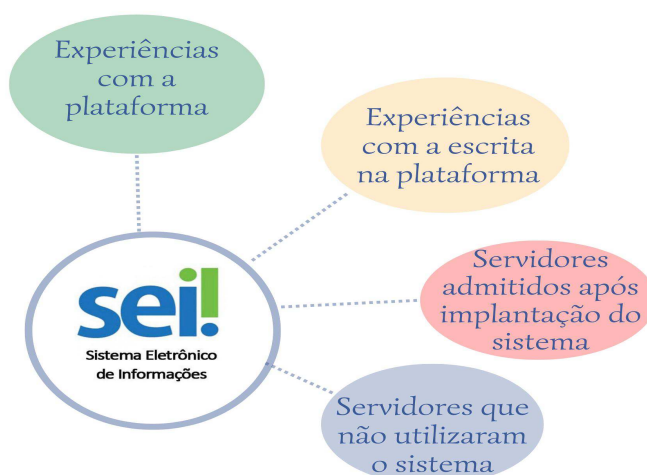 Experiências
com a
plataforma
Experiências
com a escrita
na plataforma
sei!
Sistema Eletrônico
de Informações
Servidores
admitidos após
implantação do
sistema
Servidores que
não utilizaram
o sistema